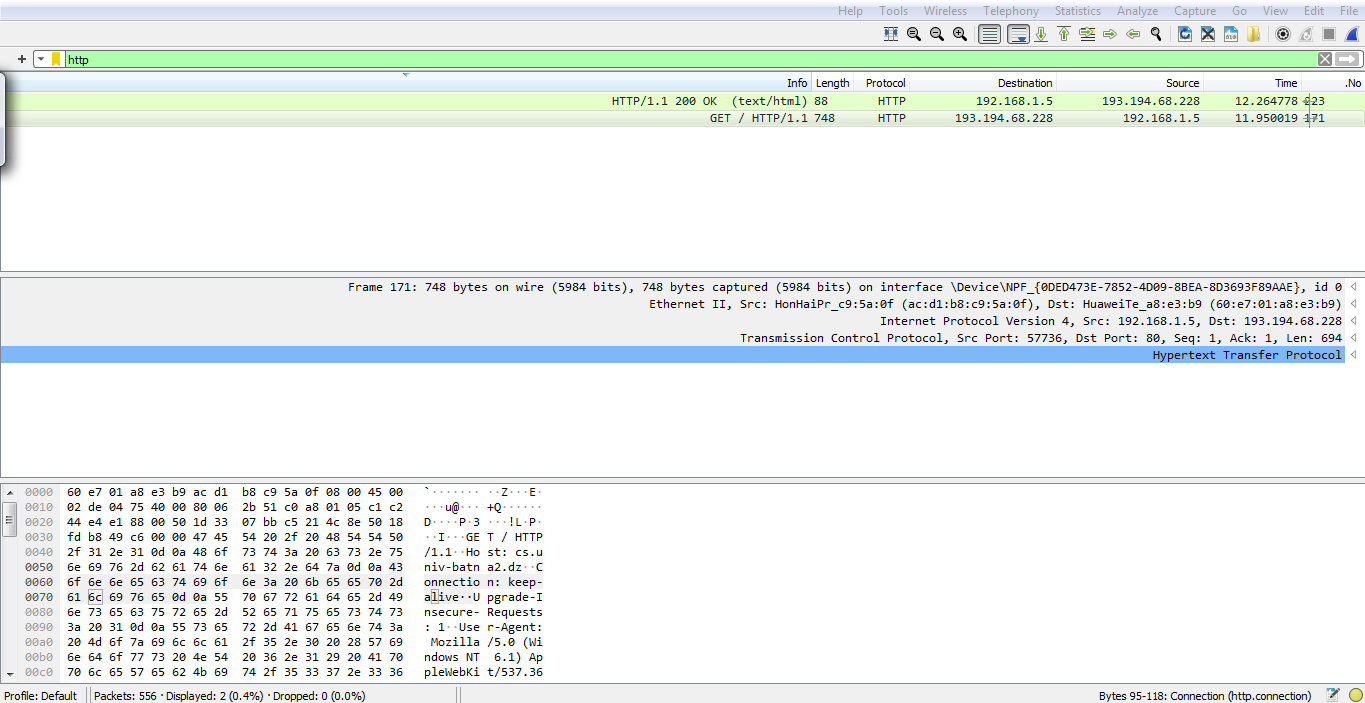 Help Tools Wireless Telephony Statistics Analyze Capture Go View Edit File
http
Info Length Protocol Destination Source Time .No
HTTP/1.1 200 OK (text/html) 88 HTTP 192.168.1.5 193.194.68.228 12.264778 223
GET / HTTP/1.1 748 HTTP 193.194.68.228 192.168.1.5 11.950019 171
Frame 171: 748 bytes on wire (5984 bits), 748 bytes captured (5984 bits) on interface \Device\NPF_{0DED473E-7852-4D09-8BEA-8D3693F89AAE}, id 0
Ethernet II, Src: HonHaiPr_c9:5a:0f (ac:d1:b8:c9:5a:0f), Dst: HuaweiTe_a8:e3:b9 (60:e7:01:a8:e3:b9)
Internet Protocol Version 4, Src: 192.168.1.5, Dst: 193.194.68.228
Transmission Control Protocol, Src Port: 57736, Dst Port: 80, Seq: 1, Ack: 1, Len: 694
Hypertext Transfer Protocol
0000 60 e7 01 a8 e3 b9 ac d1 b8 c9 5a 0f 08 00 45 00 `······· ··Z···E·
0010 02 de 04 75 40 00 80 06 2b 51 c0 a8 01 05 c1 c2 ···u@··· +Q······
0020 44 e4 e1 88 00 50 1d 33 07 bb c5 21 4c 8e 50 18 D····P·3 ···!L·P·
0030 fd b8 49 c6 00 00 47 45 54 20 2f 20 48 54 54 50 ··I···GE T / HTTP
0040 2f 31 2e 31 0d 0a 48 6f 73 74 3a 20 63 73 2e 75 /1.1··Ho st: cs.u
0050 6e 69 76 2d 62 61 74 6e 61 32 2e 64 7a 0d 0a 43 niv-batn a2.dz··C
0060 6f 6e 6e 65 63 74 69 6f 6e 3a 20 6b 65 65 70 2d onnectio n: keep-
0070 61 6c 69 76 65 0d 0a 55 70 67 72 61 64 65 2d 49 alive··U pgrade-I
0080 6e 73 65 63 75 72 65 2d 52 65 71 75 65 73 74 73 nsecure- Requests
0090 3a 20 31 0d 0a 55 73 65 72 2d 41 67 65 6e 74 3a : 1··Use r-Agent:
00a0 20 4d 6f 7a 69 6c 6c 61 2f 35 2e 30 20 28 57 69 Mozilla /5.0 (Wi
00b0 6e 64 6f 77 73 20 4e 54 20 36 2e 31 29 20 41 70 ndows NT 6.1) Ap
00c0 70 6c 65 57 65 62 4b 69 74 2f 35 33 37 2e 33 36 pleWebKi t/537.36
Profile: Default Packets: 556 · Displayed: 2 (0.4%) · Dropped: 0 (0.0%) Bytes 95-118: Connection (http.connection)